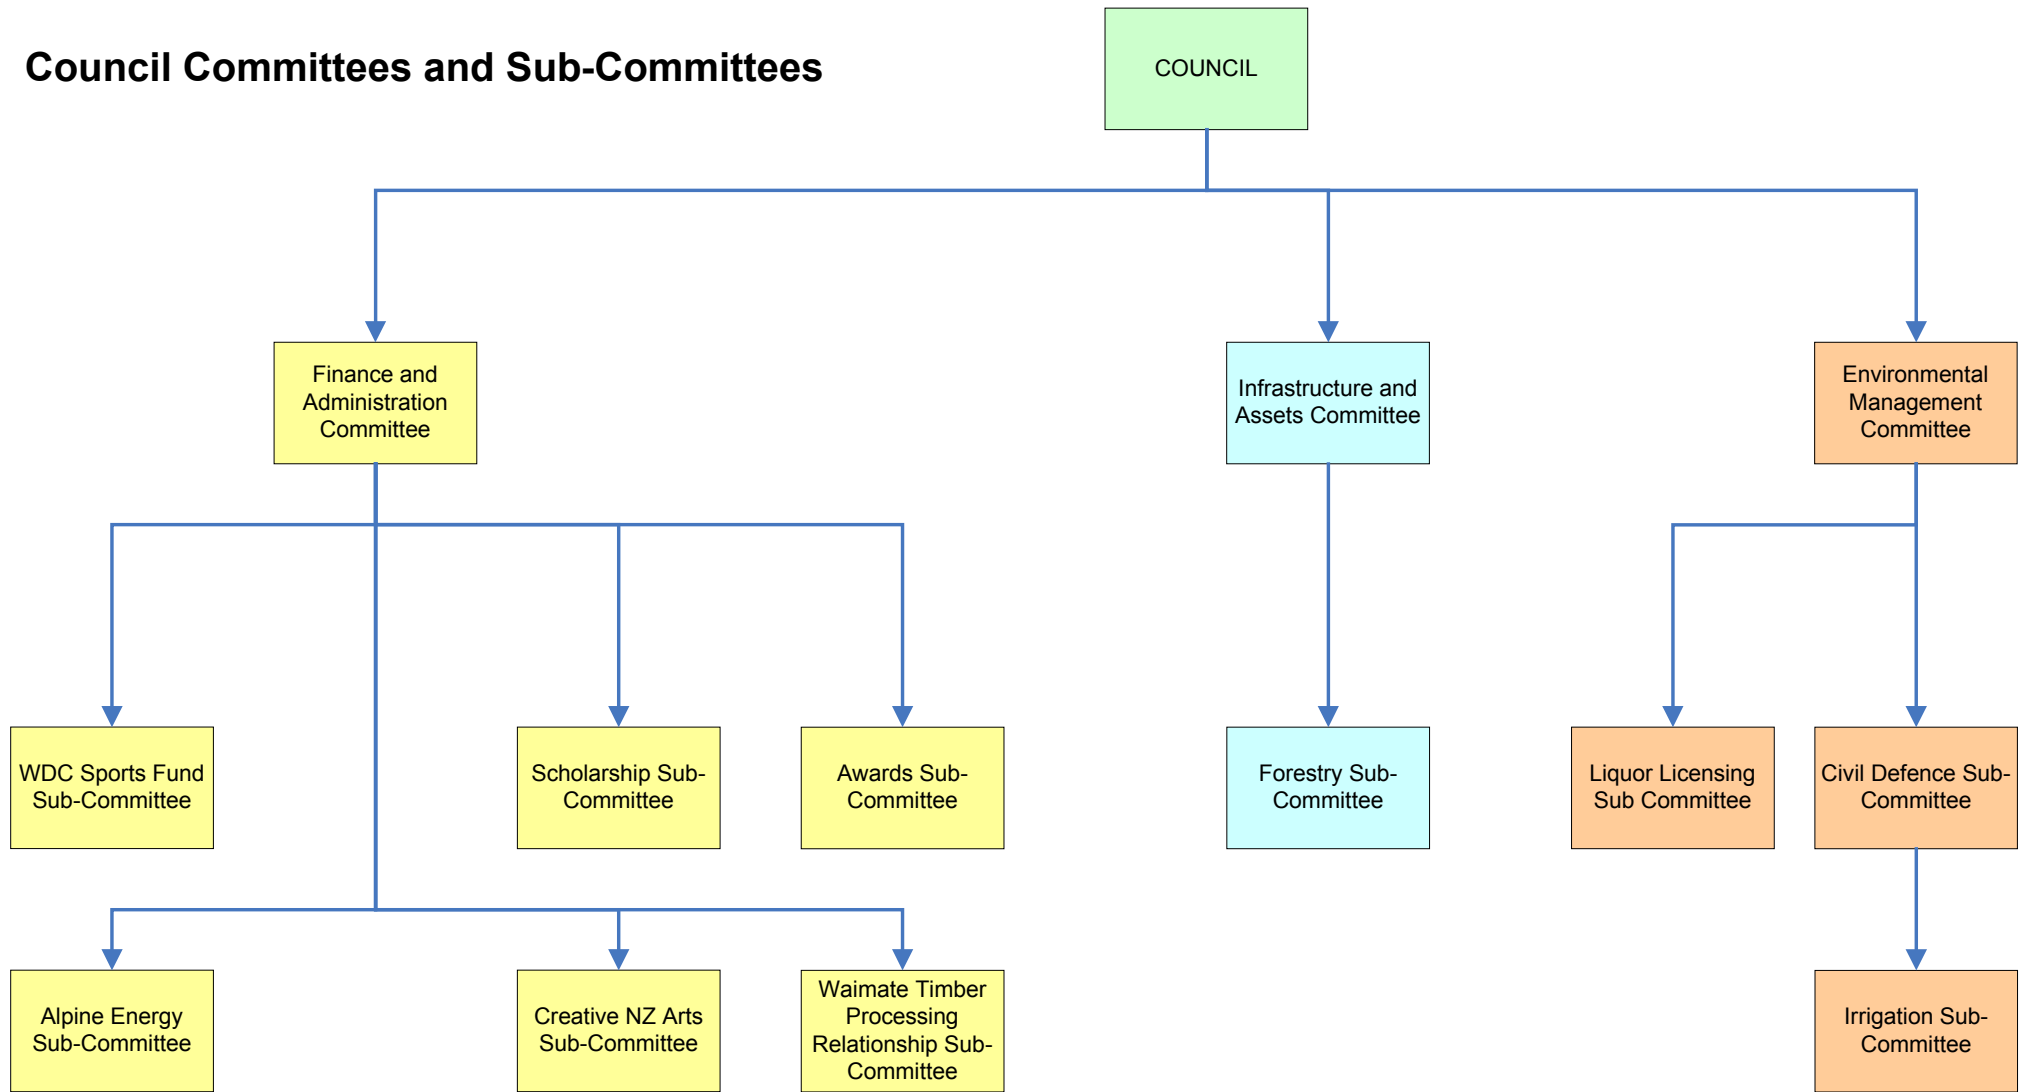 Council Committees and Sub-Committees
COUNCIL
Finance and
Administration
Committee
Infrastructure and
Assets Committee
Environmental
Management
Committee
WDC Sports Fund
Sub-Committee
Scholarship Sub-
Committee
Awards Sub-
Committee
Forestry Sub-
Committee
Liquor Licensing
Sub Committee
Civil Defence Sub-
Committee
Alpine Energy
Sub-Committee
Creative NZ Arts
Sub-Committee
Waimate Timber
Processing
Relationship Sub-
Committee
Irrigation Sub-
Committee